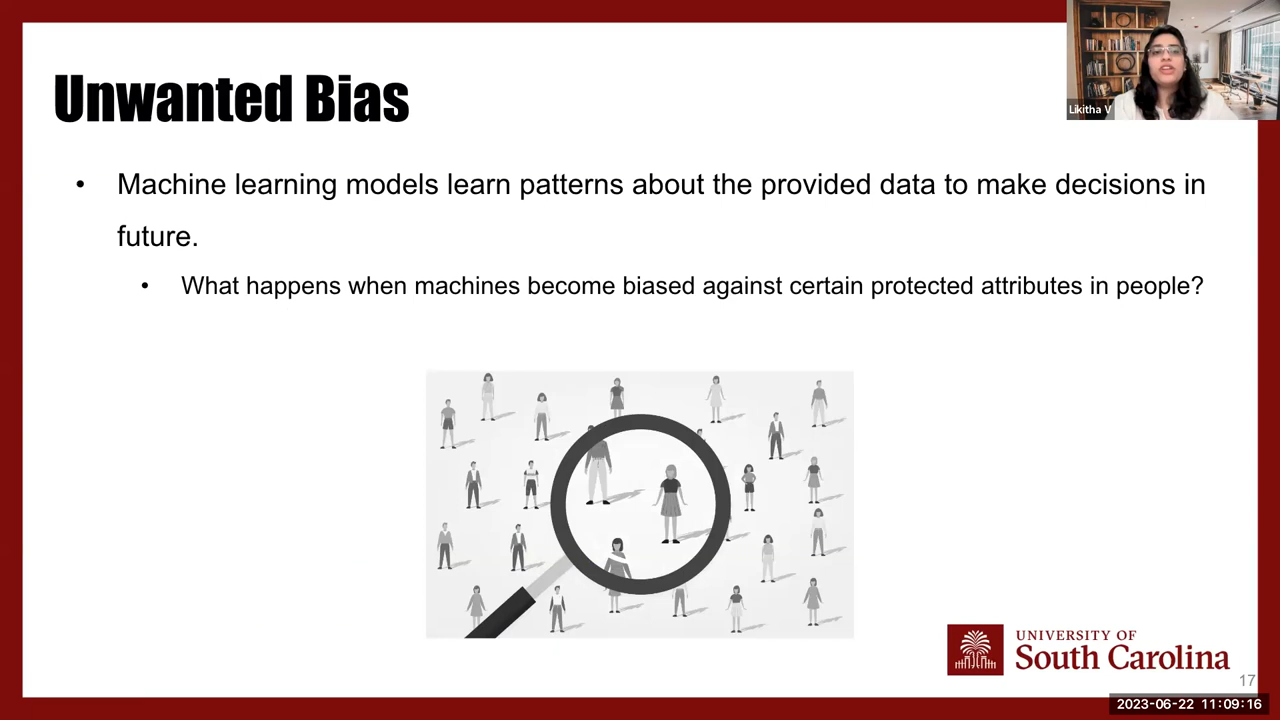 Unwanted Bias
Likitha V
• Machine learning models learn patterns about the provided data to make decisions in
future.
• What happens when machines become biased against certain protected attributes in people?
UNIVERSITY OF
South Carolina
17
2023-06-22 11:09:16